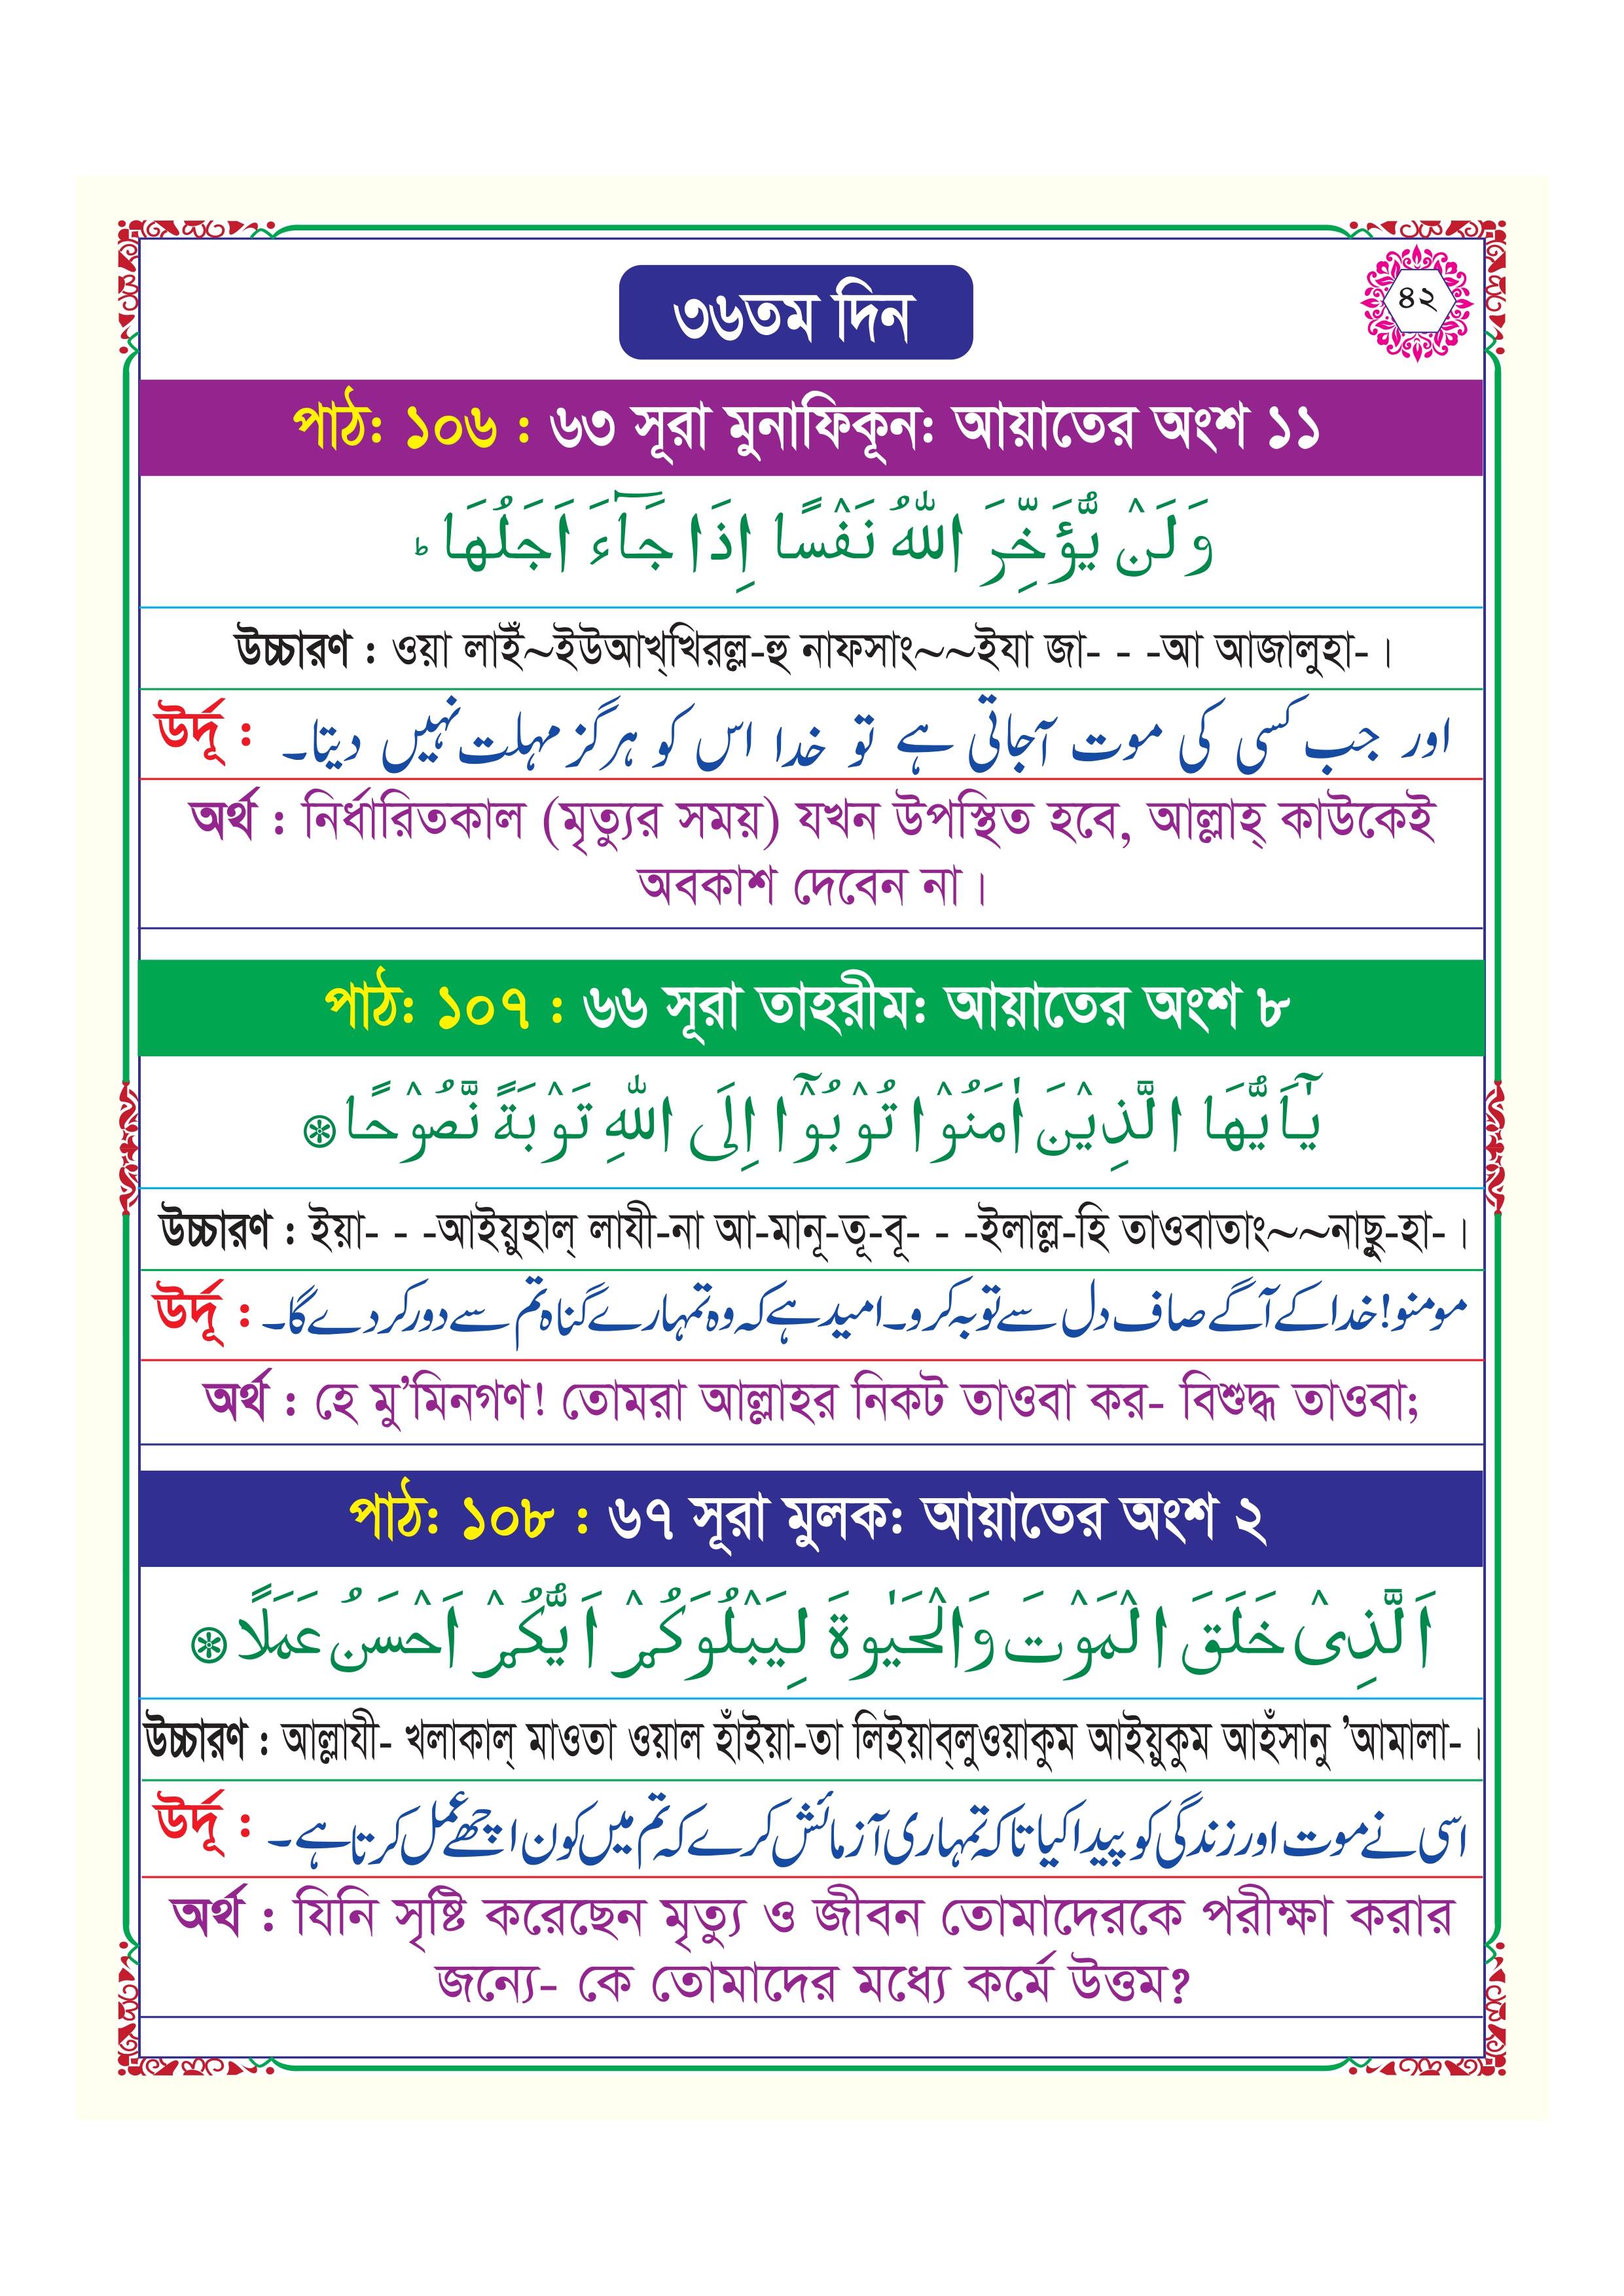 ৩৬তম দিন
৪২
পাঠ: ১০৬ : ৬৩ সূরা মুনাফিকূন: আয়াতের অংশ ১১
وَلَنۡ يُّؤَخِّرَ اللّٰهُ نَفۡسًا اِذَا جَآءَ اَجَلُهَا ؕ
উচ্চারণ : ওয়া লাইঁ~ইউআখ্খিরল্ল-হু নাফসাং~~ইযা জা- - -আ আজালুহা-।
উর্দূ : اور جب کسی کی موت آجاتی ہے تو خدا اس کو ہرگز مہلت نہیں دیتا۔
অর্থ : নির্ধারিতকাল (মৃত্যুর সময়) যখন উপস্থিত হবে, আল্লাহ্ কাউকেই
অবকাশ দেবেন না।
পাঠ: ১০৭ : ৬৬ সূরা তাহরীম: আয়াতের অংশ ৮
يٰۤاَيُّهَا الَّذِيۡنَ اٰمَنُوۡا تُوۡبُوۡۤا اِلَى اللّٰهِ تَوۡبَةً نَّصُوۡحًا ۞
উচ্চারণ : ইয়া- - -আইয়ুহাল্ লাযী-না আ-মানূ-তূ-বূ- - -ইলাল্ল-হি তাওবাতাং~~নাছু-হা-।
উর্দূ : مومنو! خدا کے آگے صاف دل سے توبہ کرو۔ امید ہے کہ وہ تمہارے گناہ تم سے دور کر دے گا۔
অর্থ : হে মু’মিনগণ! তোমরা আল্লাহর নিকট তাওবা কর- বিশুদ্ধ তাওবা;
পাঠ: ১০৮ : ৬৭ সূরা মুলক: আয়াতের অংশ ২
اَلَّذِىۡ خَلَقَ الۡمَوۡتَ وَالۡحَيٰوةَ لِيَبۡلُوَكُمۡ اَيُّكُمۡ اَحۡسَنُ عَمَلًا ۞
উচ্চারণ : আল্লাযী- খলাকাল্ মাওতা ওয়াল হাঁইয়া-তা লিইয়াব্লুওয়াকুম আইয়ুকুম আহঁসানু ’আমালা-।
উর্দূ : اسی نے موت اور زندگی کو پیدا کیا تاکہ تمہاری آزمائش کرے کہ تم میں کون اچھے عمل کرتا ہے۔
অর্থ : যিনি সৃষ্টি করেছেন মৃত্যু ও জীবন তোমাদেরকে পরীক্ষা করার
জন্যে- কে তোমাদের মধ্যে কর্মে উত্তম?